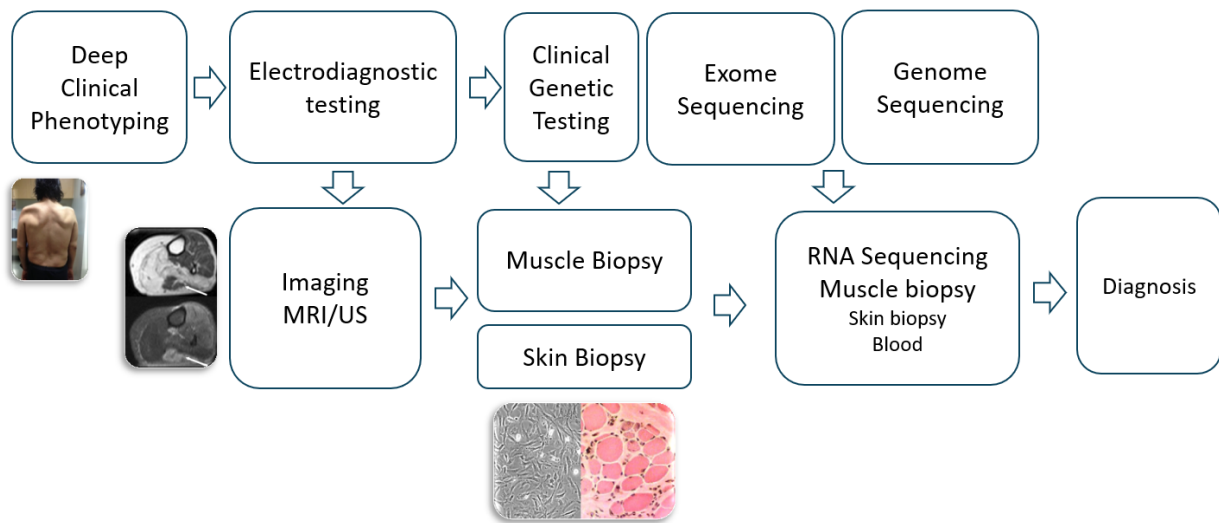 Deep
Clinical
Phenotyping
Electrodiagnostic
testing
Clinical
Genetic
Testing
Exome
Sequencing
Genome
Sequencing
Imaging
MRI/US
Muscle Biopsy
Skin Biopsy
RNA Sequencing
Muscle biopsy
Skin biopsy
Blood
Diagnosis